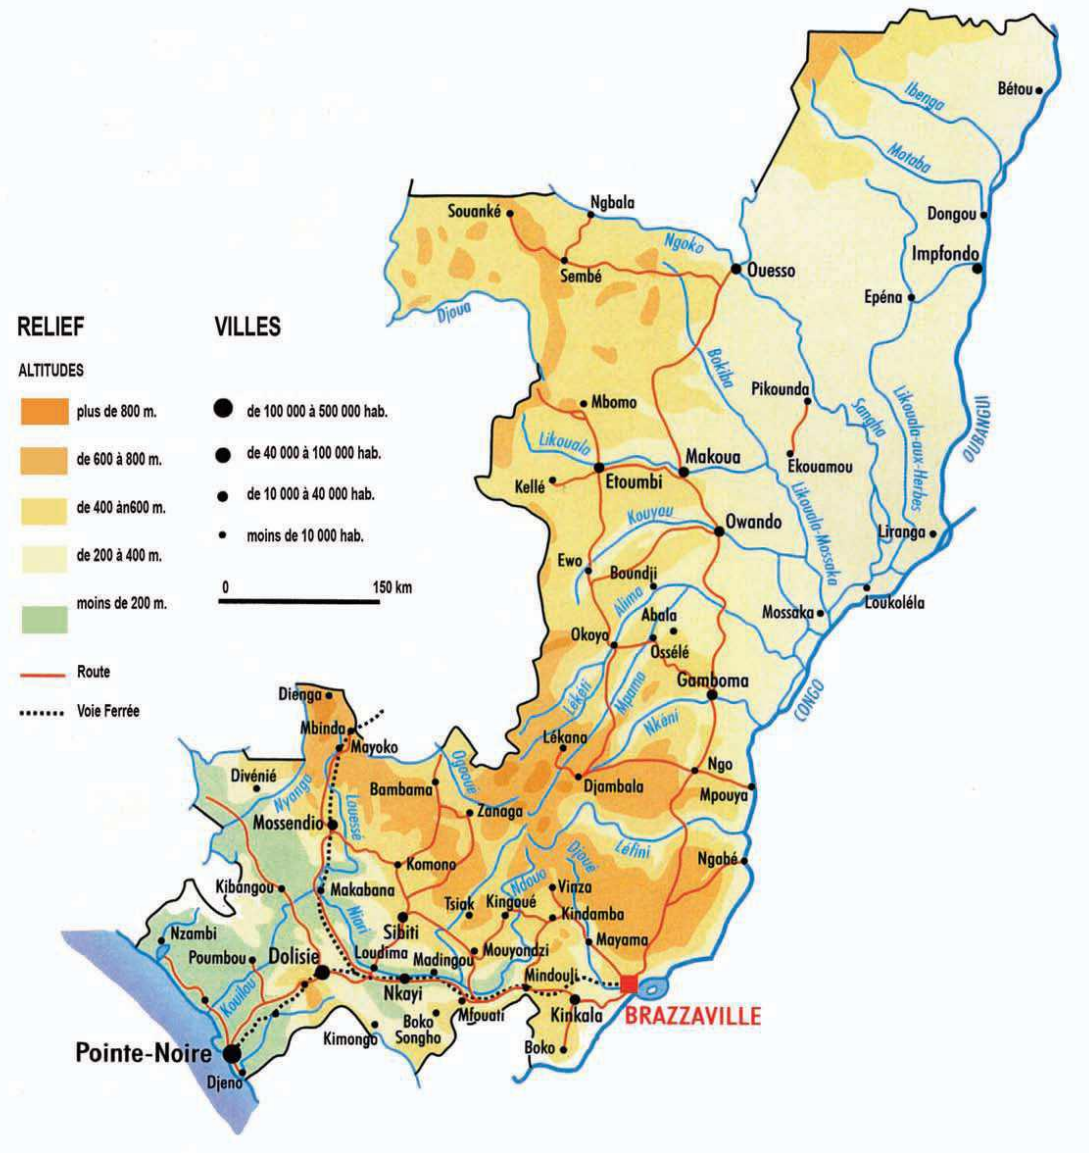 Ibenga
Bétou
Motaba
Souanké
Ngbala
Dongou
Ngoko
Impfondo
Sembé
Ouesso
Epéna
Djoua
RELIEF
VILLES
ALTITUDES
plus de 800 m.
de 100 000 à 500 000 hab.
de 600 à 800 m.
de 40 000 à 100 000 hab.
de 400 àn600 m.
de 10 000 à 40 000 hab.
de 200 à 400 m.
moins de 10 000 hab.
moins de 200 m.
0
150 km
Route
Voie Ferrée
Bokiba
Pikounda
Mbomo
Sangha
Likouala-aux-Herbes
OUBANGUI
Likouala
Makoua
Ekouamou
Kellé
Etoumbi
Likouala-Mossaka
Kouyou
Owando
Liranga
Ewo
Boundji
Alima
Abala
Mossaka
Loukoléla
Okoyo
Ossélé
Lékéti
Mpama
Gamboma
CONGO
Nkéni
Dienga
Mbinda
Mayoko
Lékana
Ogooué
Divénié
Nyanga
Bambama
Djambala
Ngo
Mpouya
Mossendjo
Louessé
Zanaga
Léfini
Djoué
Ngabé
Komono
Kibangou
Makabana
Ndouo
Vinza
Tsiak
Kingoué
Kindamba
Niari
Sibiti
Nzambi
Mayama
Poumbou
Dolisie
Loudima
Madingou
Mouyondzi
Mindouli
Kouilou
Nkayi
Mfouati
Kinkala
BRAZZAVILLE
Boko
Songho
Kimongo
Boko
Pointe-Noire
Djeno